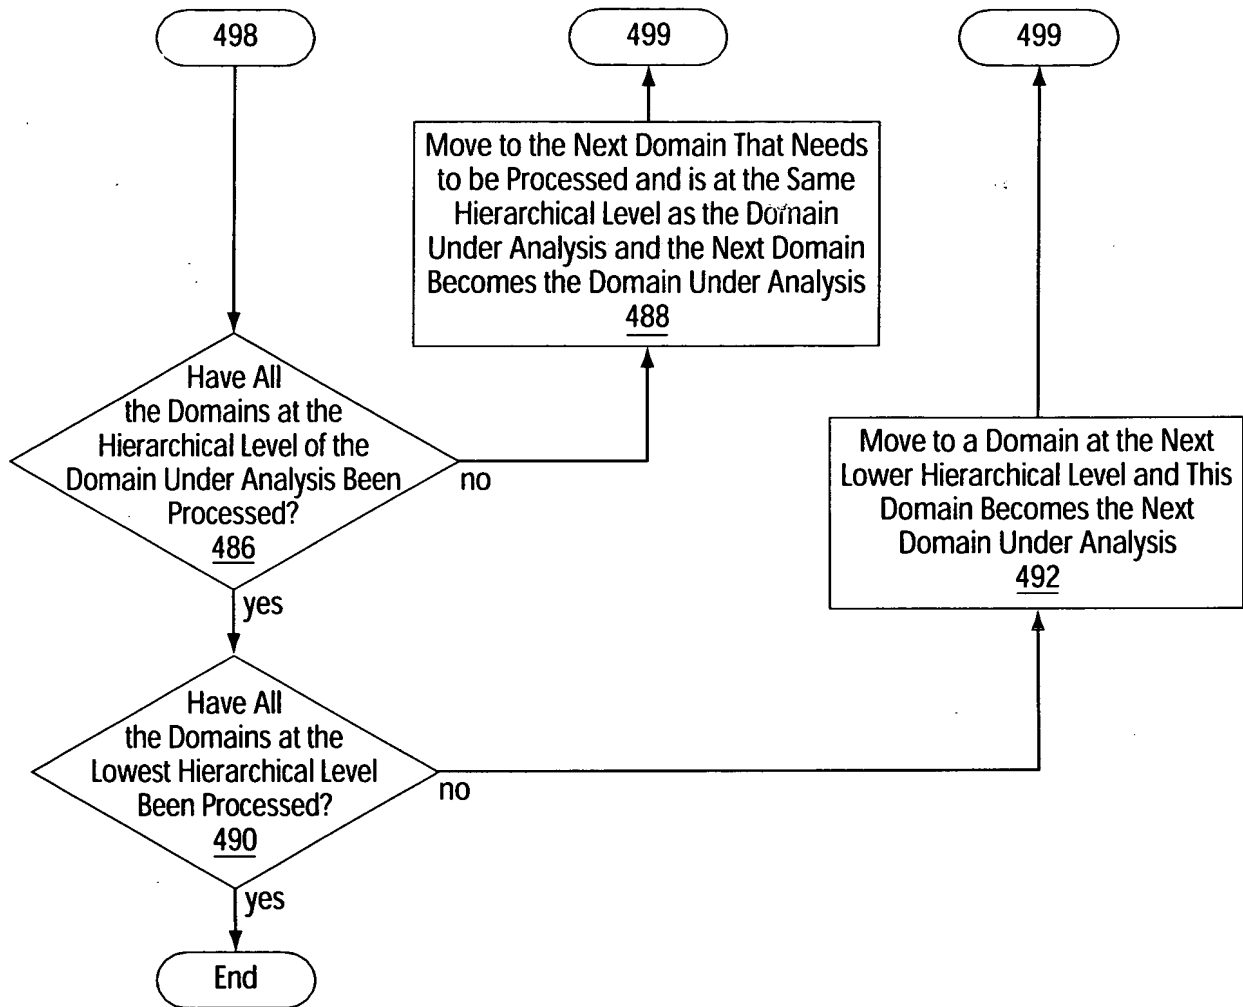 498
499
499
Move to the Next Domain That Needs
to be Processed and is at the Same
Hierarchical Level as the Domain
Under Analysis and the Next Domain
Becomes the Domain Under Analysis
488
Have All
the Domains at the
Hierarchical Level of the
Domain Under Analysis Been
Processed?
486
no
yes
Move to a Domain at the Next
Lower Hierarchical Level and This
Domain Becomes the Next
Domain Under Analysis
492
Have All
the Domains at the
Lowest Hierarchical Level
Been Processed?
490
no
yes
End